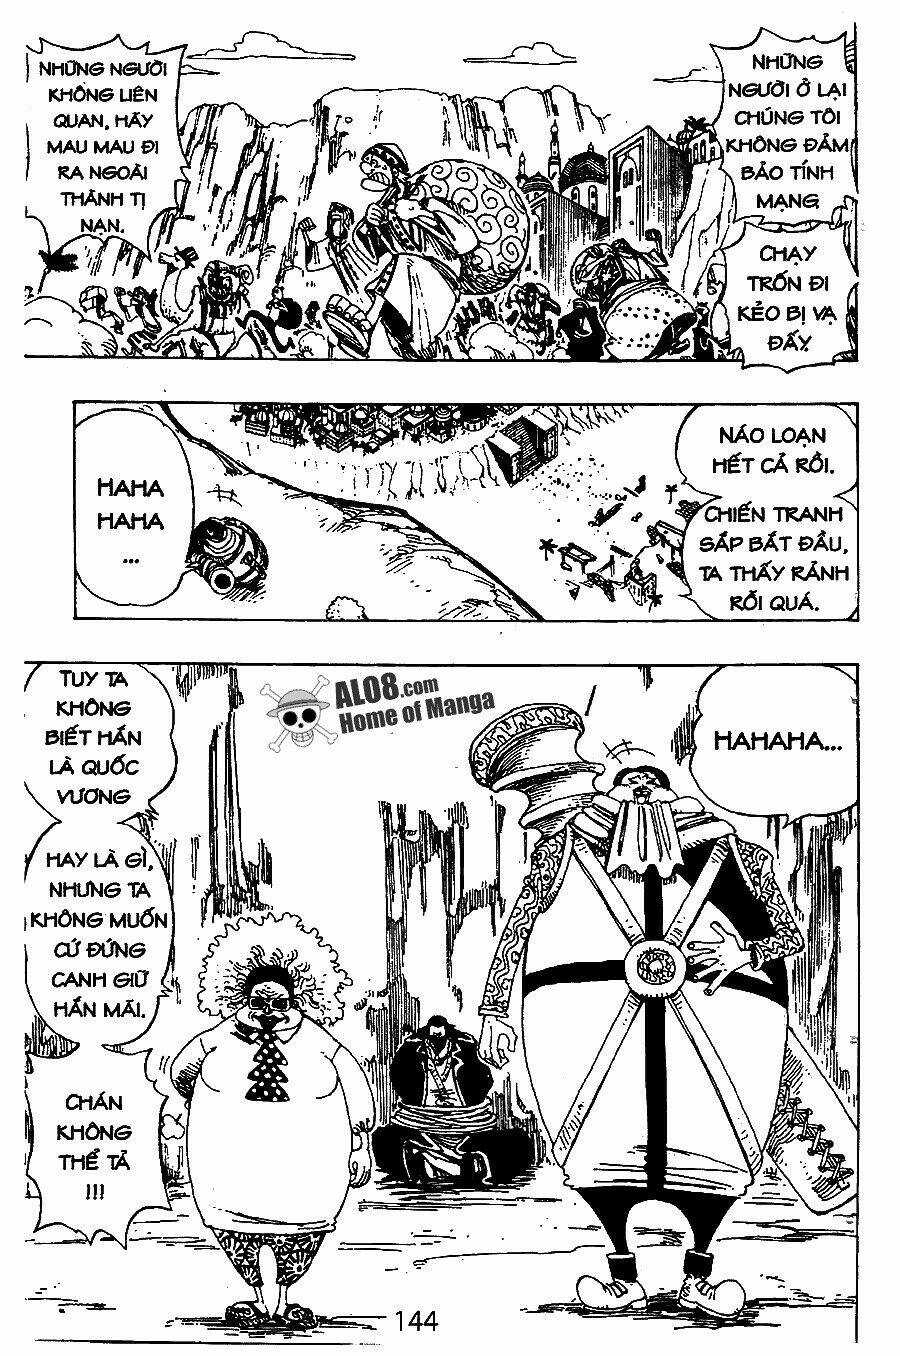 NHỮNG
NGƯỜI Ở LẠI
CHÚNG TÔI
KHÔNG ĐẢM
BẢO TÍNH
MẠNG
CHẠY
TRỐN ĐI
KẺO BỊ VẠ
ĐẤY.
NHỮNG NGƯỜI
KHÔNG LIÊN
QUAN, HÃY
MAU MAU ĐI
RA NGOÀI
THÀNH TỊ
NẠN.
NÁO LOẠN
HẾT CẢ RỒI.
CHIẾN TRANH
SẮP BẮT ĐẦU,
TA THẤY RẢNH
RỖI QUÁ.
HAHA
HAHA
...
HAHAHA...
TUY TA
KHÔNG
BIẾT HẮN
LÀ QUỐC
VƯƠNG
HAY LÀ GÌ,
NHƯNG TA
KHÔNG MUỐN
CỨ ĐỨNG
CANH GIỮ
HẮN MÃI.
CHÁN
KHÔNG
THỂ TẢ
!!!
ALO8.com
Home of Manga
144